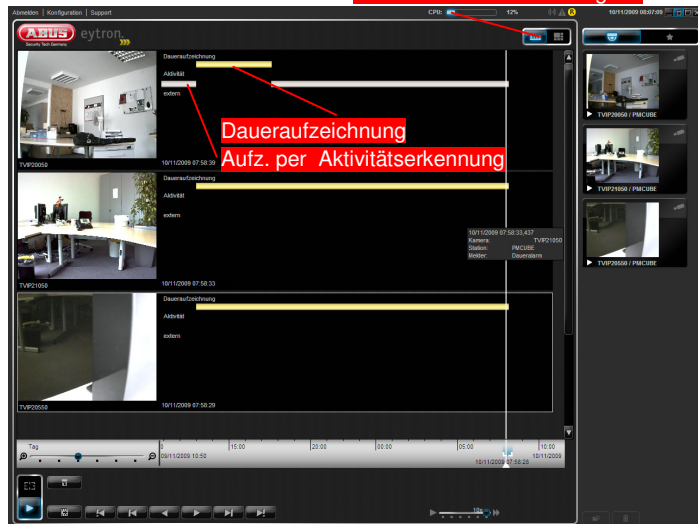 Abmelden | Konfiguration | Support
CPU: 12%
10/11/2009 08:07:09
ABUS
Security Tech Germany
eytron
Daueraufzeichnung
Aktivität
extern
TVIP20050
10/11/2009 07:58:39
Daueraufzeichnung
Aufz. per Aktivitätserkennung
Daueraufzeichnung
Aktivität
extern
TVIP21050
10/11/2009 07:58:33
10/11/2009 07:58:33,437
Kamera: TVIP21050
Station: PMCUBE
Melder: Daueralarm
Daueraufzeichnung
Aktivität
extern
TVIP20550
10/11/2009 07:58:29
TVIP20050 / PMCUBE
TVIP21050 / PMCUBE
TVIP20550 / PMCUBE
Tag
15:00
20:00
00:00
05:00
10:00
09/11/2009 10:50
10/11/2009
10/11/2009 07:58:28
10x